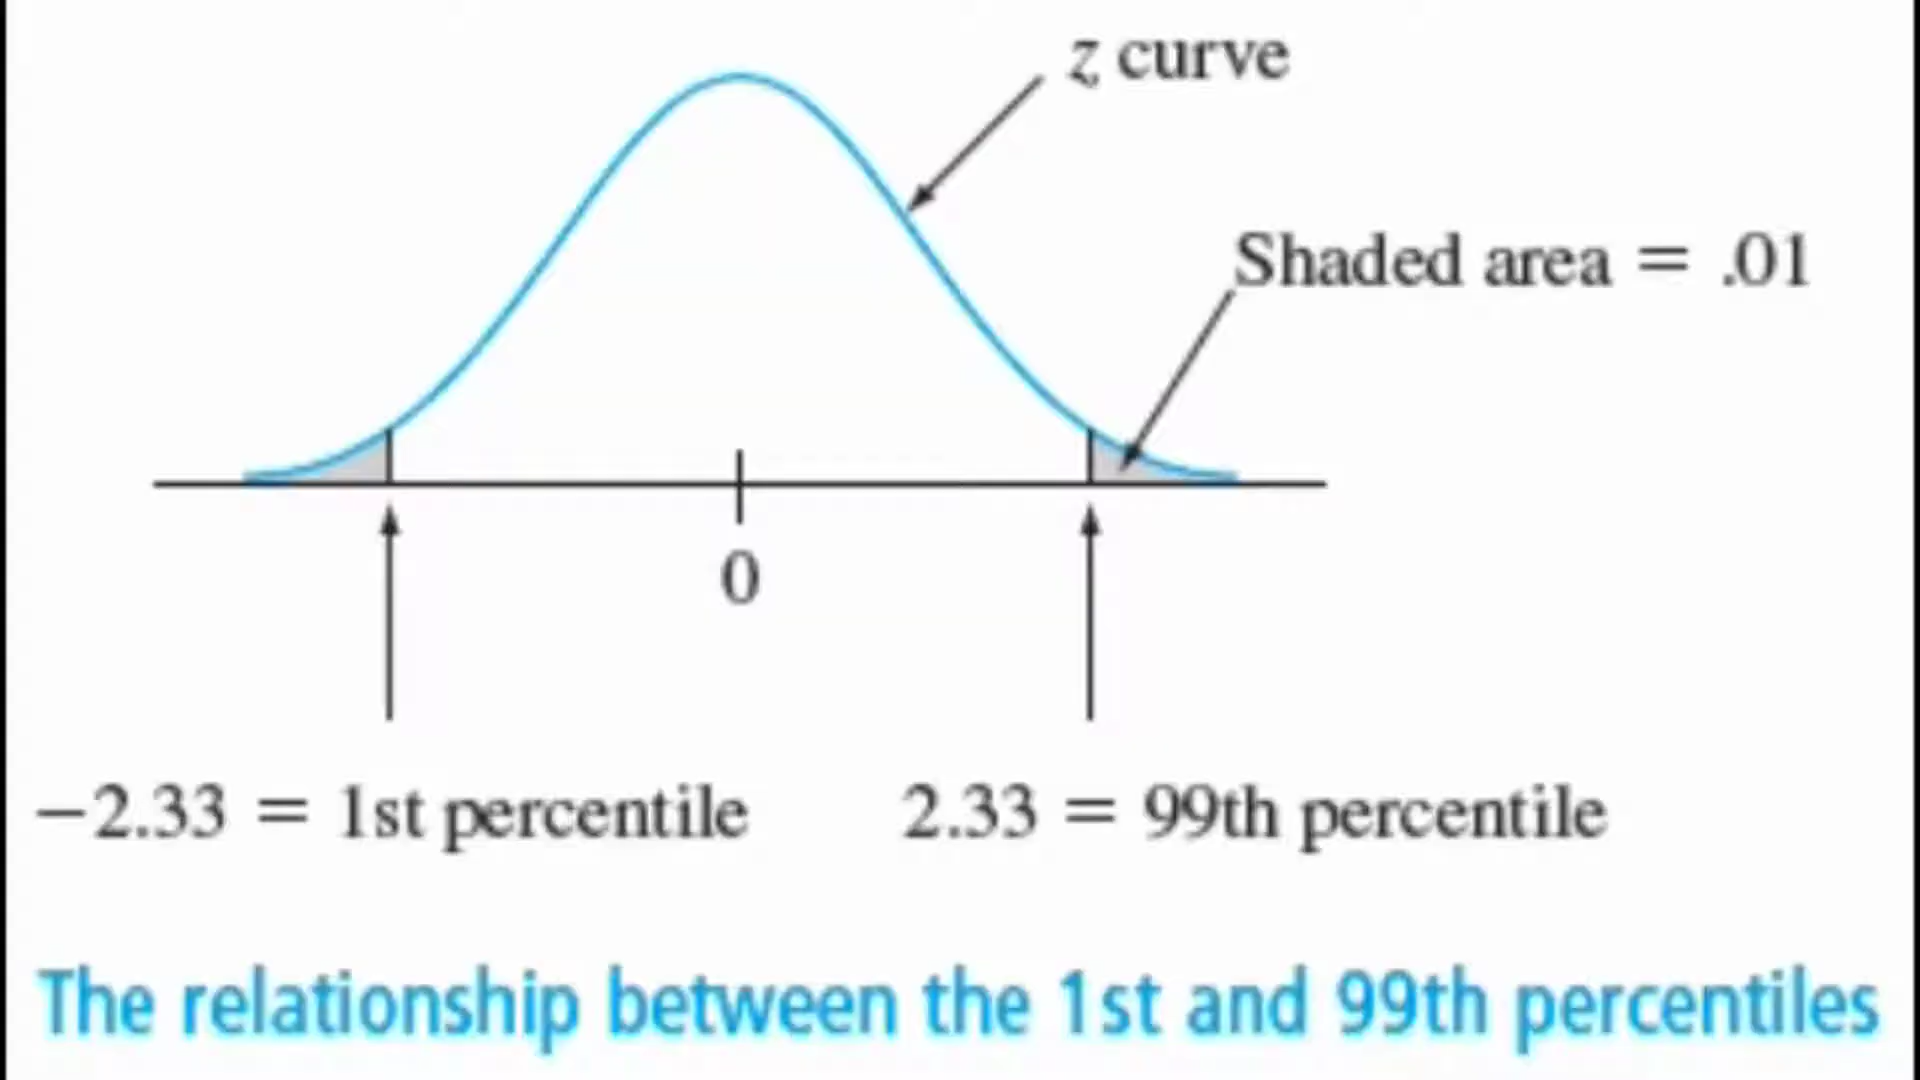 z curve
Shaded area = .01
0
−2.33 = 1st percentile
2.33 = 99th percentile
The relationship between the 1st and 99th percentiles